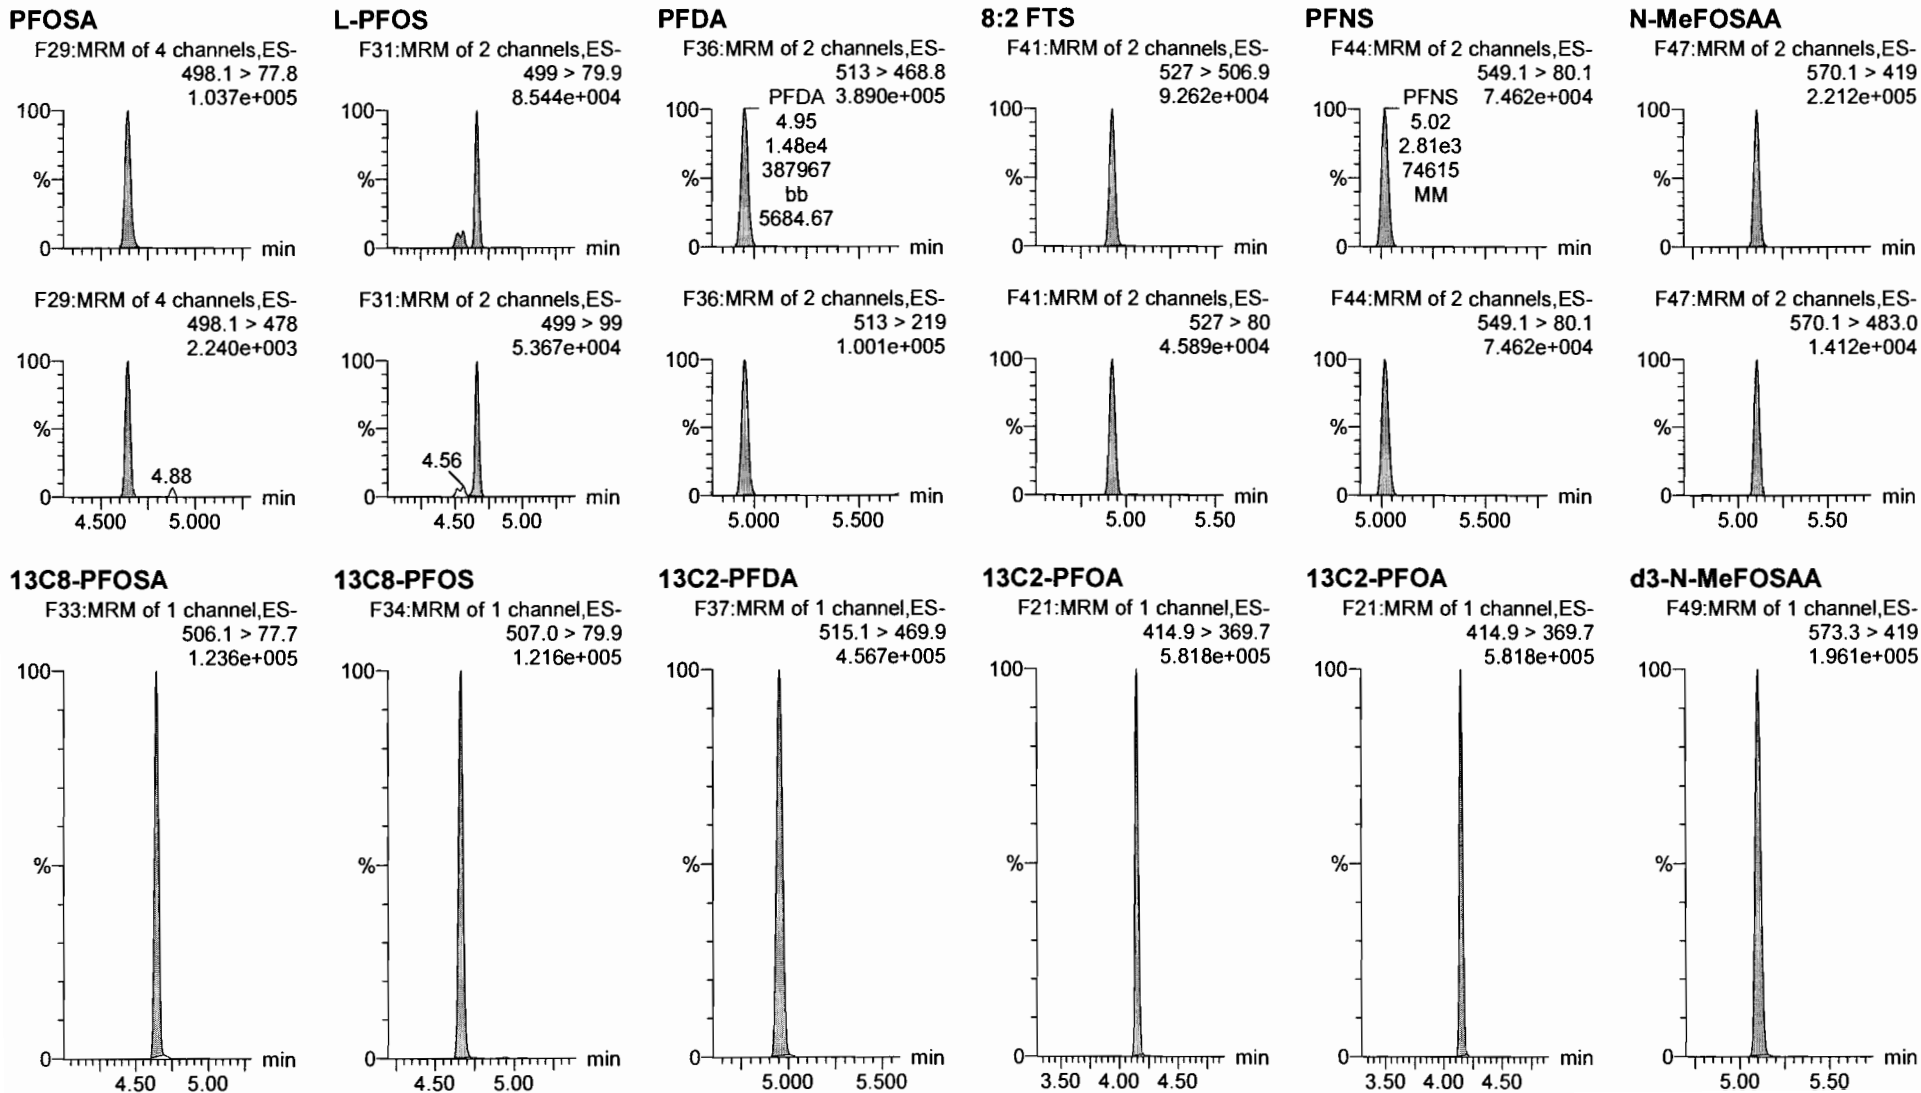 PFOSA
F29:MRM of 4 channels,ES-
498.1 > 77.8
1.037e+005
100
%
0
min
L-PFOS
F31:MRM of 2 channels,ES-
499 > 79.9
8.544e+004
100
%
0
min
PFDA
F36:MRM of 2 channels,ES-
513 > 468.8
3.890e+005
PFDA
4.95
1.48e4
387967
bb
5684.67
100
%
0
min
8:2 FTS
F41:MRM of 2 channels,ES-
527 > 506.9
9.262e+004
100
%
0
min
PFNS
F44:MRM of 2 channels,ES-
549.1 > 80.1
7.462e+004
PFNS
5.02
2.81e3
74615
MM
100
%
0
min
N-MeFOSAA
F47:MRM of 2 channels,ES-
570.1 > 419
2.212e+005
100
%
0
min
F29:MRM of 4 channels,ES-
498.1 > 478
2.240e+003
100
%
4.88
0
min
4.500 5.000
F31:MRM of 2 channels,ES-
499 > 99
5.367e+004
100
%
4.56
0
min
4.50 5.00
F36:MRM of 2 channels,ES-
513 > 219
1.001e+005
100
%
0
min
5.000 5.500
F41:MRM of 2 channels,ES-
527 > 80
4.589e+004
100
%
0
min
5.00 5.50
F44:MRM of 2 channels,ES-
549.1 > 80.1
7.462e+004
100
%
0
min
5.000 5.500
F47:MRM of 2 channels,ES-
570.1 > 483.0
1.412e+004
100
%
0
min
5.00 5.50
13C8-PFOSA
F33:MRM of 1 channel,ES-
506.1 > 77.7
1.236e+005
100
%
0
min
4.50 5.00
13C8-PFOS
F34:MRM of 1 channel,ES-
507.0 > 79.9
1.216e+005
100
%
0
min
4.50 5.00
13C2-PFDA
F37:MRM of 1 channel,ES-
515.1 > 469.9
4.567e+005
100
%
0
min
5.000 5.500
13C2-PFOA
F21:MRM of 1 channel,ES-
414.9 > 369.7
5.818e+005
100
%
0
min
3.50 4.00 4.50
13C2-PFOA
F21:MRM of 1 channel,ES-
414.9 > 369.7
5.818e+005
100
%
0
min
3.50 4.00 4.50
d3-N-MeFOSAA
F49:MRM of 1 channel,ES-
573.3 > 419
1.961e+005
100
%
0
min
5.00 5.50